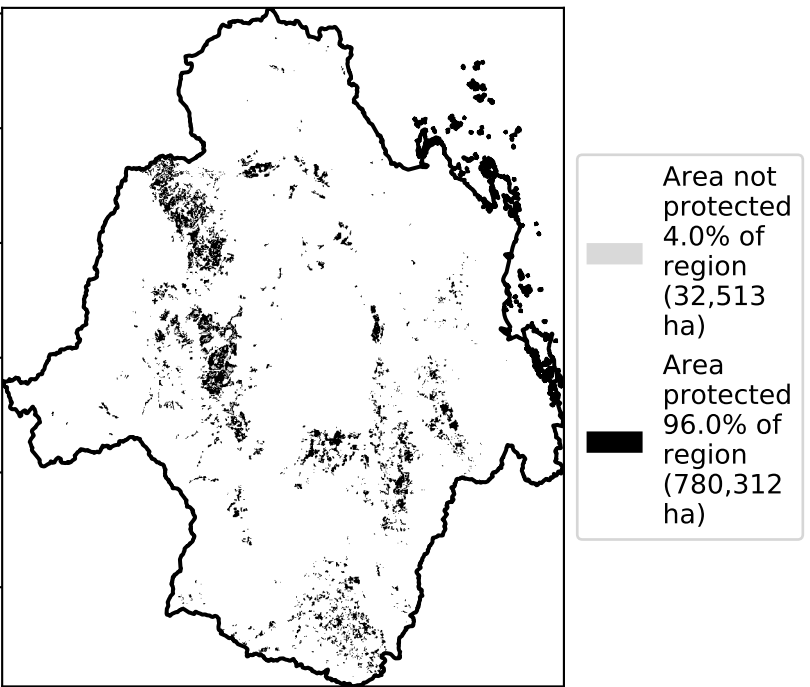 Area not
protected
4.0% of
region
(32,513
ha)
Area
protected
96.0% of
region
(780,312
ha)